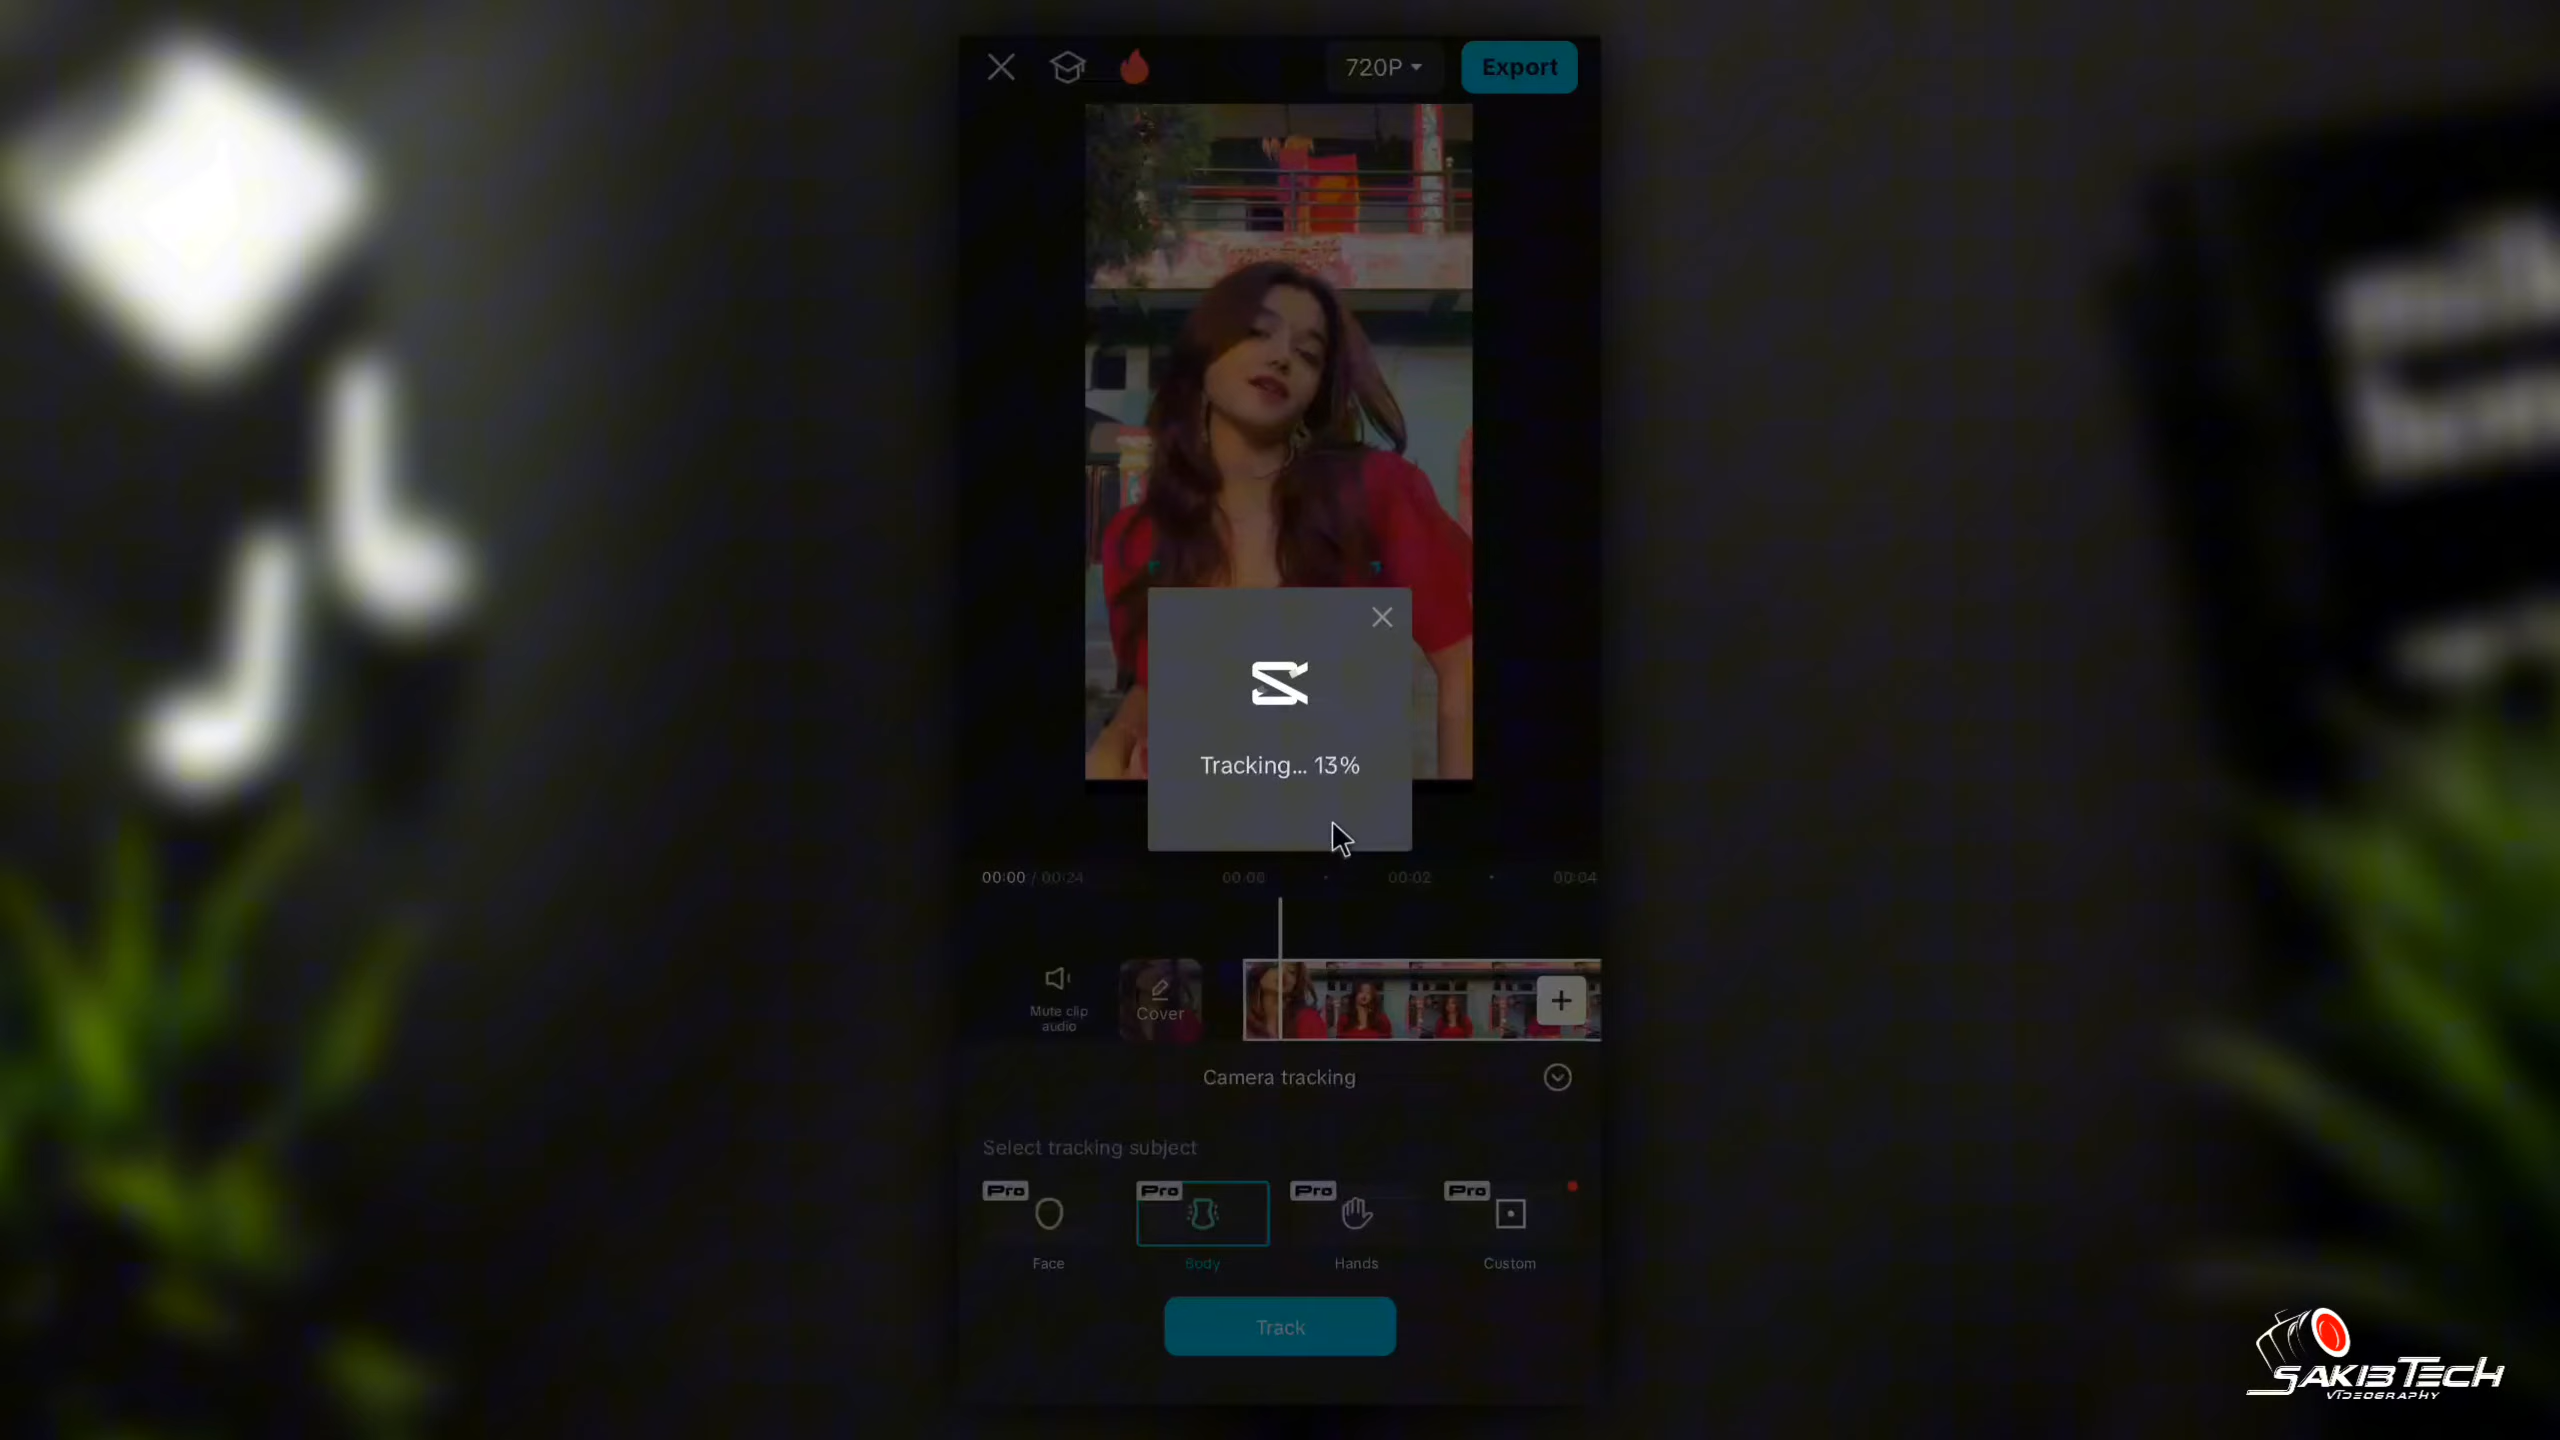 720P
Export
Tracking... 13%
00:00 / 00:24
00:00
00:02
00:04
Mute clip
audio
Cover
Camera tracking
Select tracking subject
Pro
Pro
Pro
Pro
Face
Body
Hands
Custom
Track
SAKIBTECH
VIDEOGRAPHY